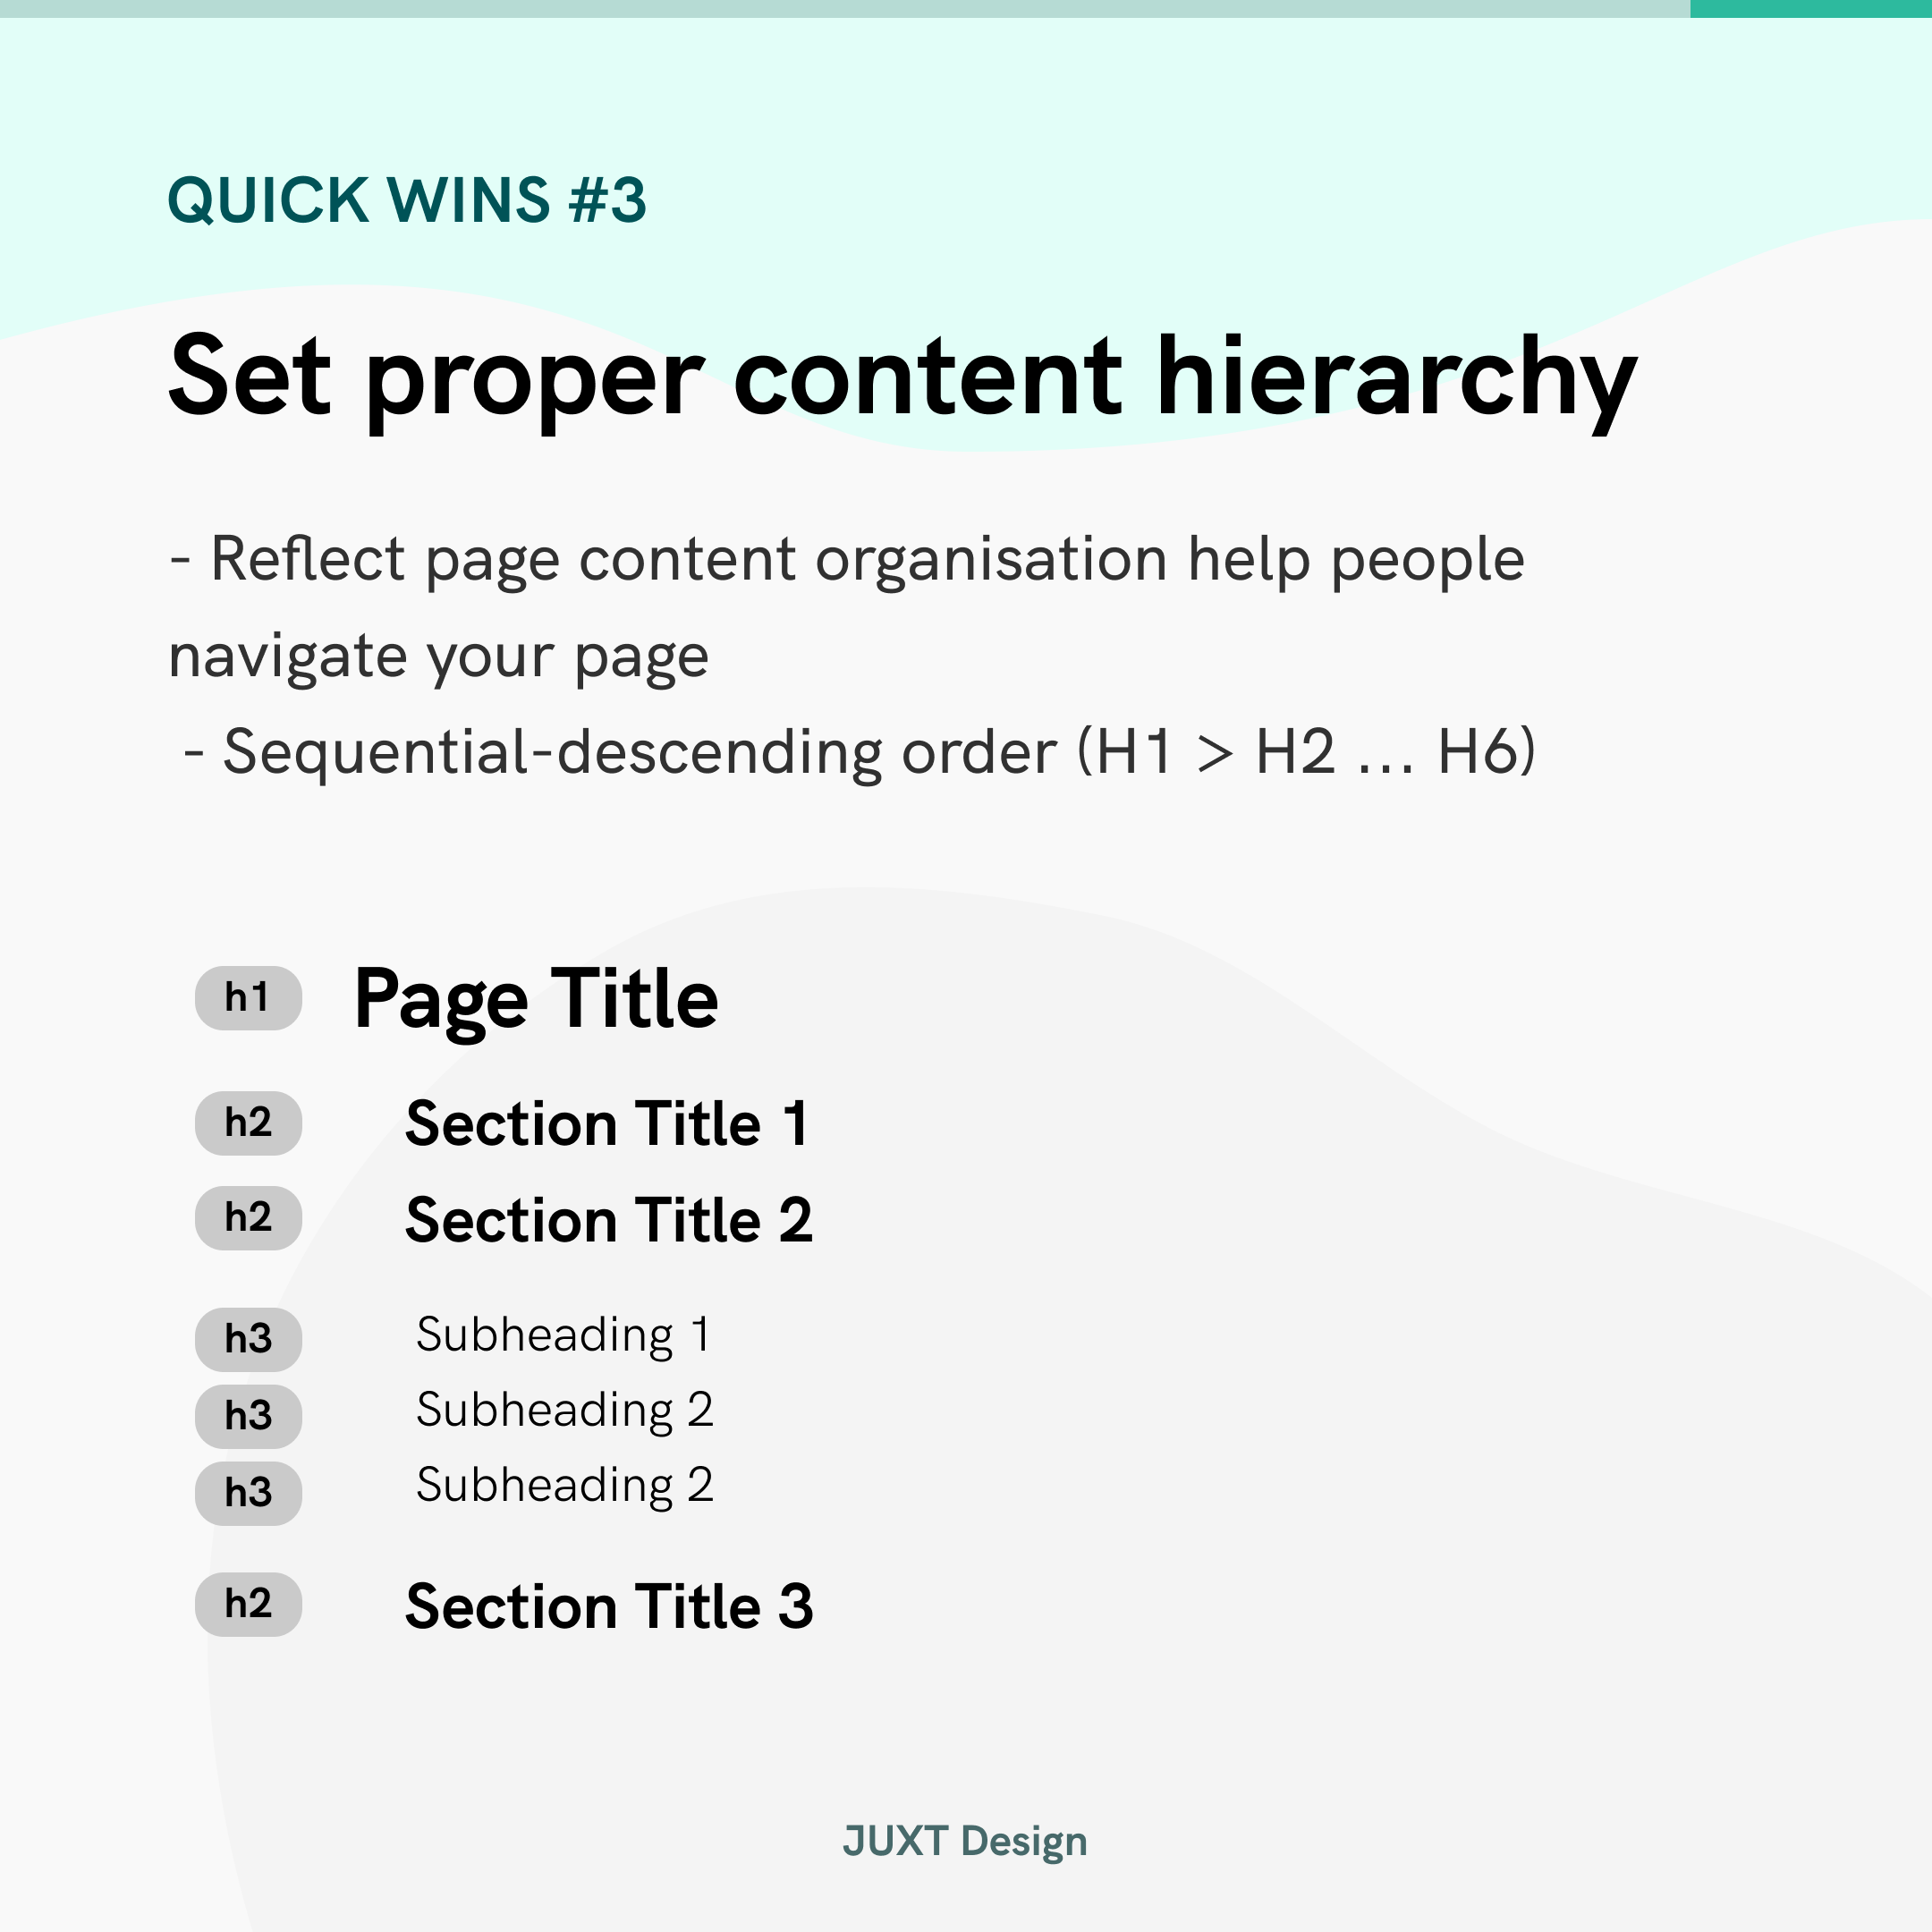 QUICK WINS #3
Set proper content hierarchy
- Reflect page content organisation help people
navigate your page
- Sequential-descending order (H1 > H2 ... H6)
h1 Page Title
h2 Section Title 1
h2 Section Title 2
h3 Subheading 1
h3 Subheading 2
h3 Subheading 2
h2 Section Title 3
JUXT Design